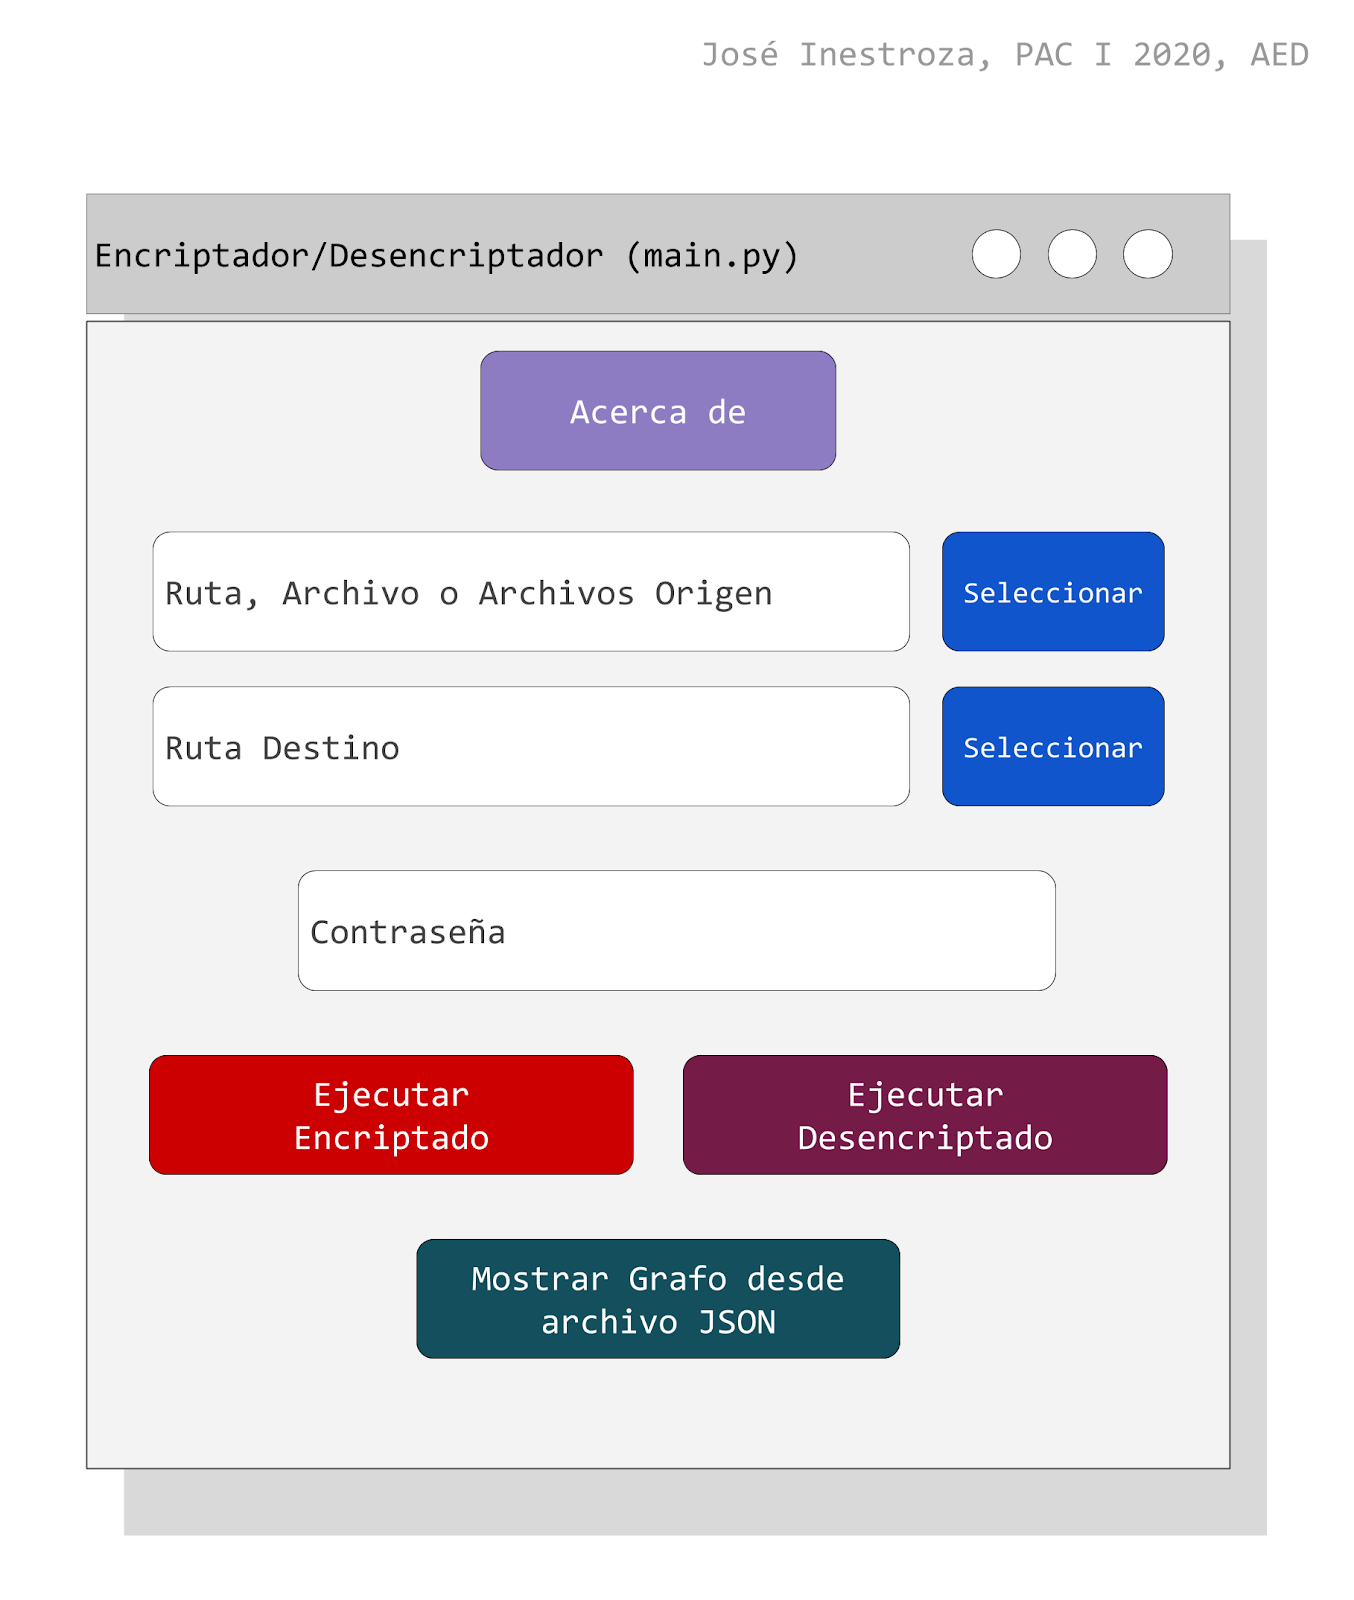 José Inestroza, PAC I 2020, AED
Encriptador/Desencriptador (main.py)
Acerca de
Ruta, Archivo o Archivos Origen
Seleccionar
Ruta Destino
Seleccionar
Contraseña
Ejecutar
Encriptado
Ejecutar
Desencriptado
Mostrar Grafo desde
archivo JSON